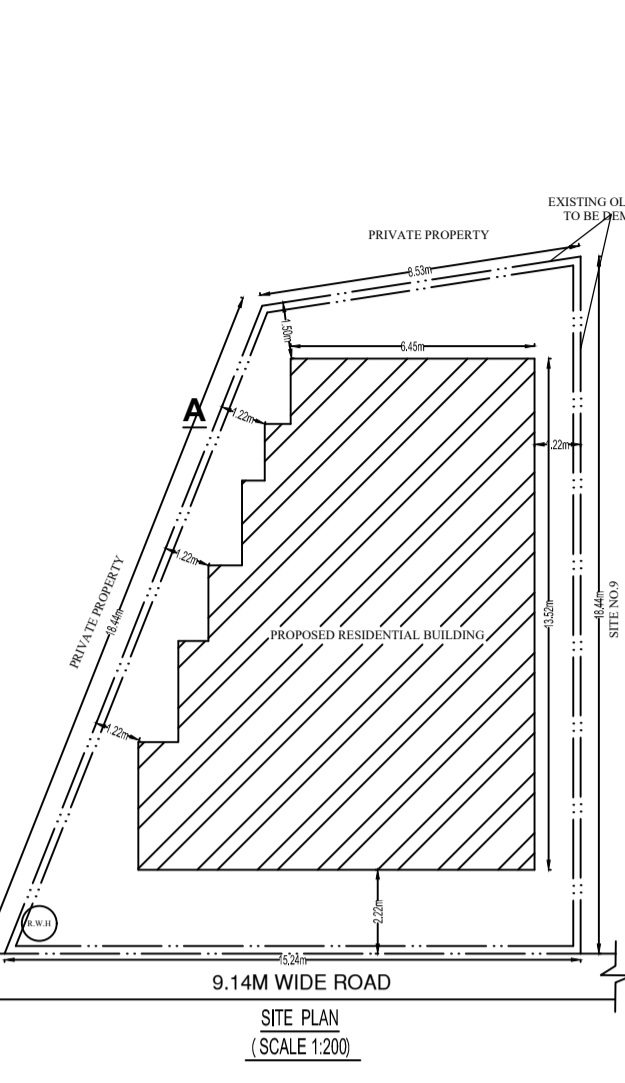 EXISTING OL
TO BE DEM
PRIVATE PROPERTY
8.53m
1.50m
6.45m
A
1.22m
1.22m
1.22m
PRIVATE PROPERTY
18.44m
13.52m
18.44m
SITE NO.9
PROPOSED RESIDENTIAL BUILDING
1.22m
2.22m
R.W.H
15.24m
9.14M WIDE ROAD
SITE PLAN
( SCALE 1:200)